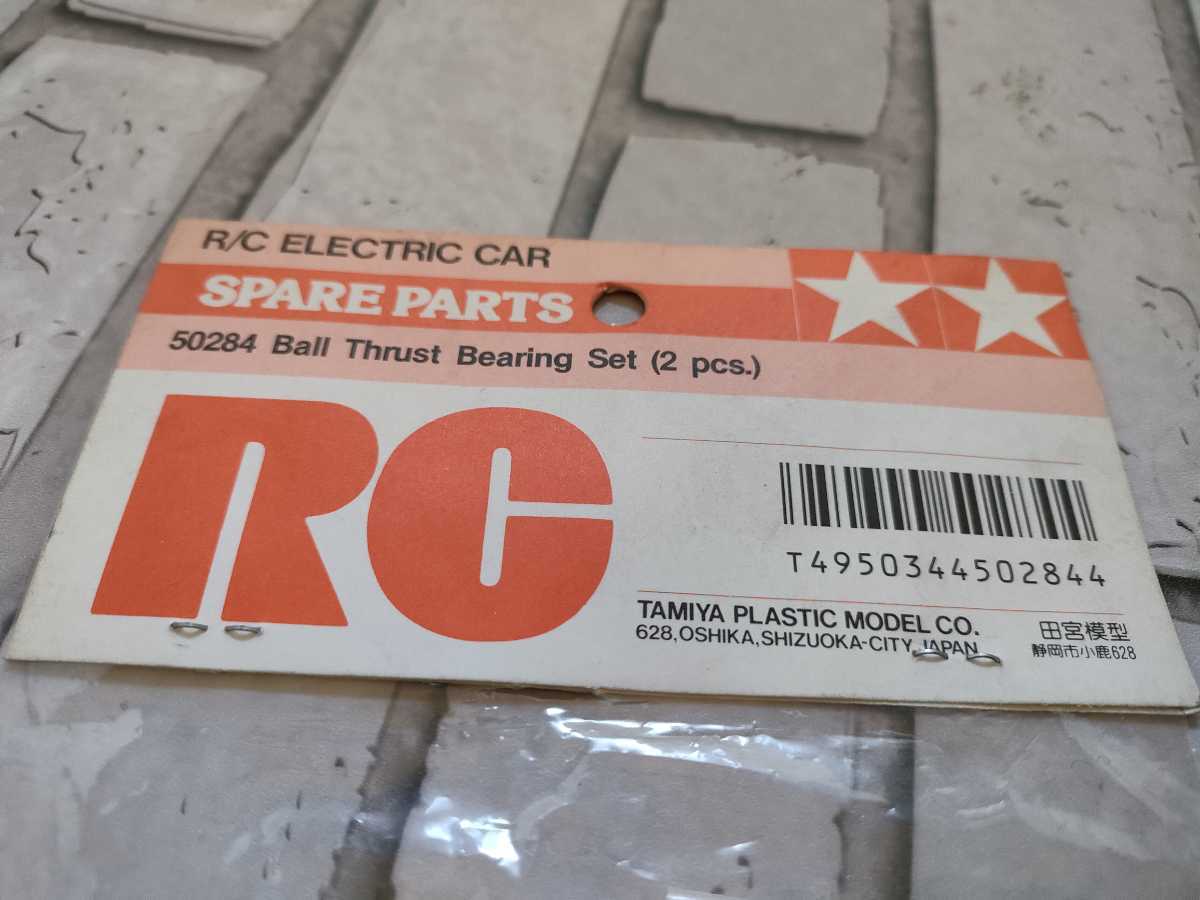 R/C ELECTRIC CAR
SPARE PARTS
50284 Ball Thrust Bearing Set (2 pcs.)
RC
T4950344502844
TAMIYA PLASTIC MODEL CO.
628,OSHIKA,SHIZUOKA-CITY, JAPAN
田宮模型
静岡市小鹿628